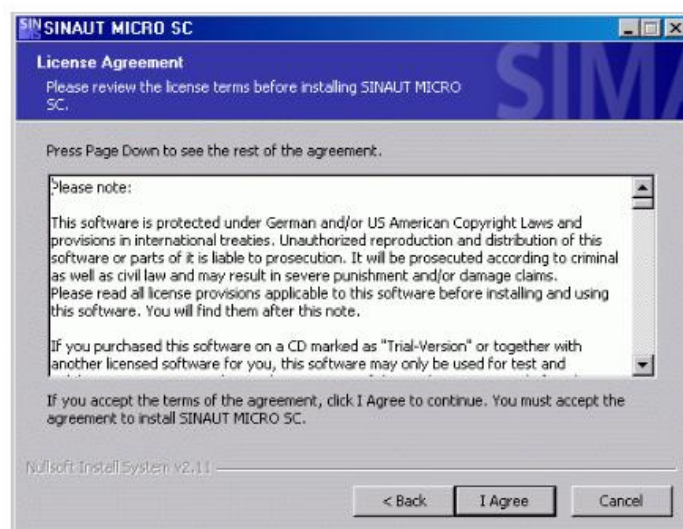 SINAUT MICRO SC
License Agreement
Please review the license terms before installing SINAUT MICRO
SC.
Press Page Down to see the rest of the agreement.
Please note:
This software is protected under German and/or US American Copyright Laws and
provisions in international treaties. Unauthorized reproduction and distribution of this
software or parts of it is liable to prosecution. It will be prosecuted according to criminal
as well as civil law and may result in severe punishment and/or damage claims.
Please read all license provisions applicable to this software before installing and using
this software. You will find them after this note.
If you purchased this software on a CD marked as "Trial-Version" or together with
another licensed software for you, this software may only be used for test and
If you accept the terms of the agreement, click I Agree to continue. You must accept the
agreement to install SINAUT MICRO SC.
Nullsoft Install System v2.11
< Back I Agree Cancel